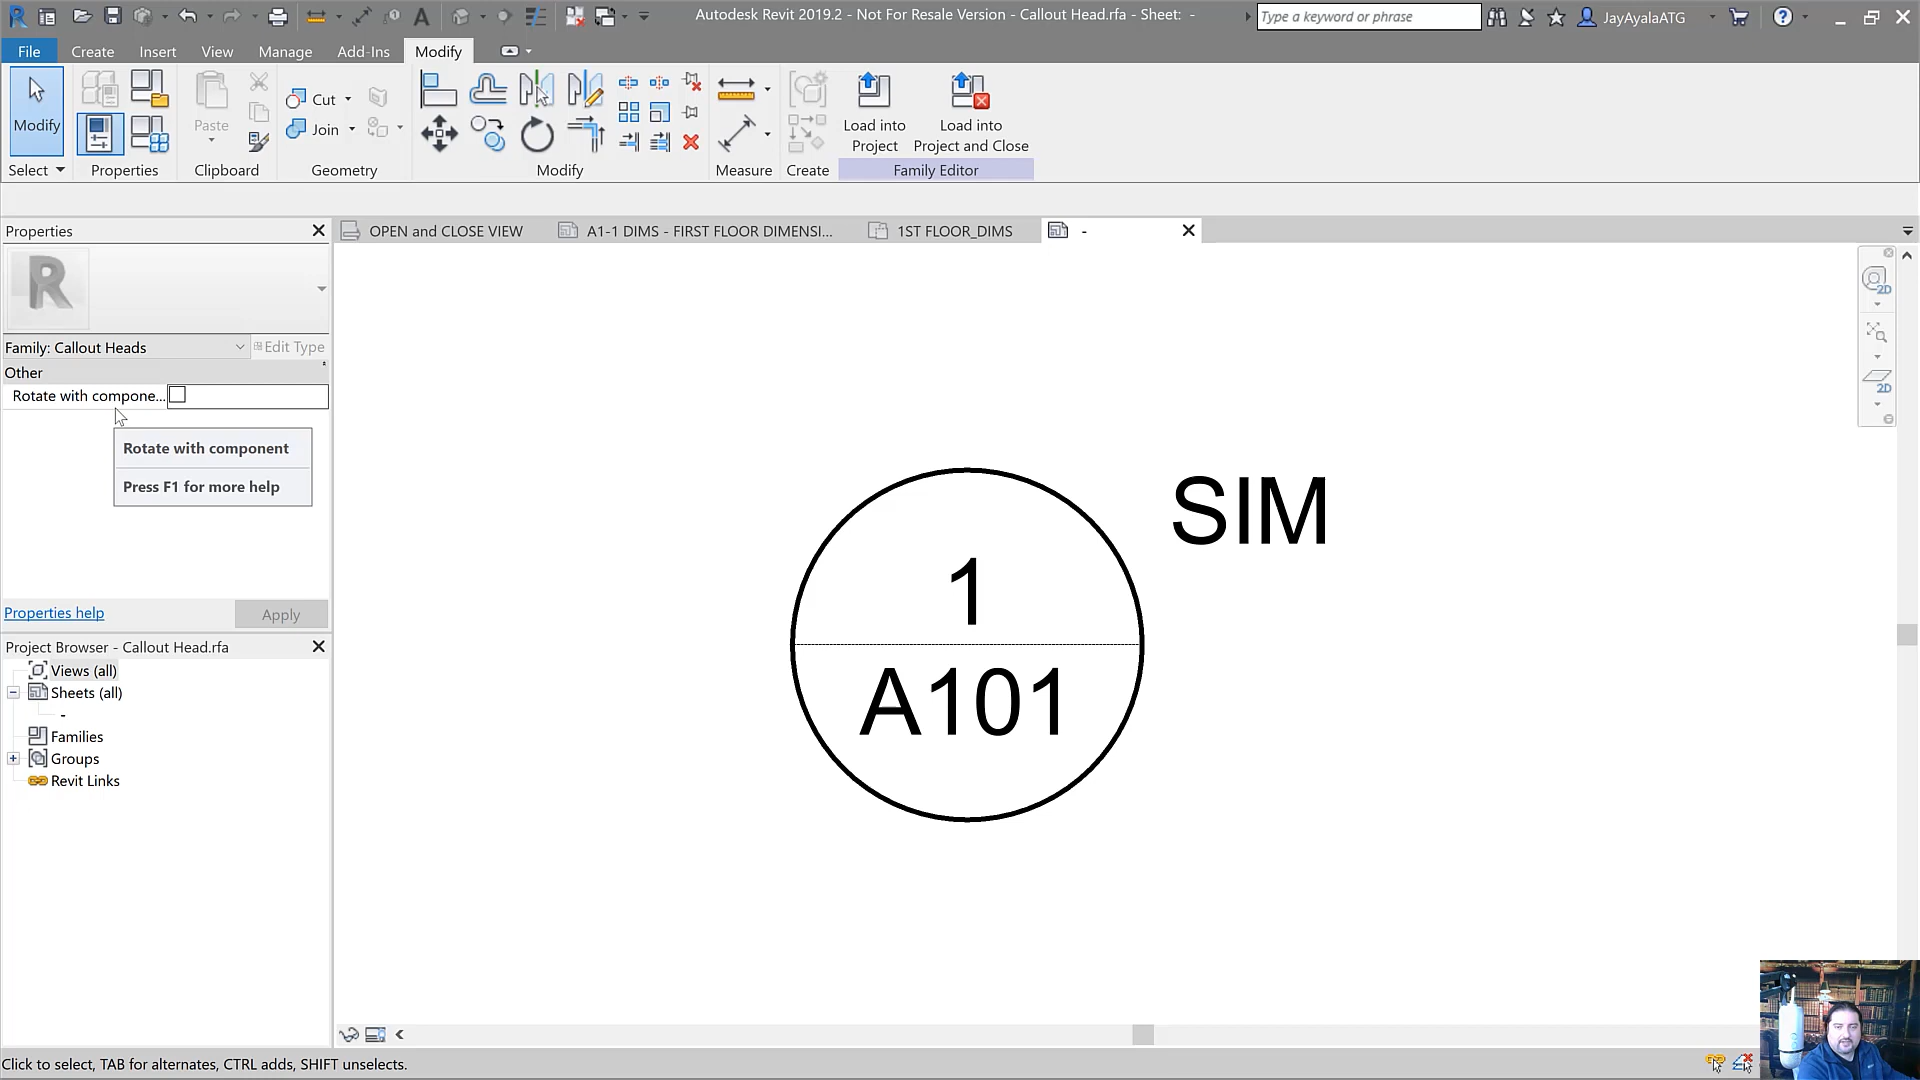 Autodesk Revit 2019.2 - Not For Resale Version - Callout Head.rfa - Sheet: -
Type a keyword or phrase
JayAyalaATG
File
Create
Insert
View
Manage
Add-Ins
Modify
Modify
Paste
Cut
Join
Load into
Project
Load into
Project and Close
Select
Properties
Clipboard
Geometry
Modify
Measure
Create
Family Editor
Properties
OPEN and CLOSE VIEW
A1-1 DIMS - FIRST FLOOR DIMENSI...
1ST FLOOR_DIMS
-
R
Family: Callout Heads
Edit Type
Other
Rotate with compone...
Rotate with component
Press F1 for more help
Properties help
Apply
Project Browser - Callout Head.rfa
Views (all)
Sheets (all)
-
Families
Groups
Revit Links
SIM
1
A101
2D
2D
Click to select, TAB for alternates, CTRL adds, SHIFT unselects.